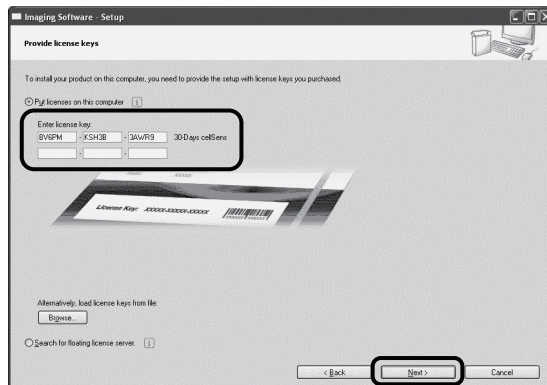 Imaging Software - Setup
Provide license keys
To install your product on this computer, you need to provide the setup with license keys you purchased.
Put licenses on this computer i
Enter license key:
BV6PM - KSH3B - 3AWR9 30-Days cellSens
- -
License Key: XXXXX-XXXXX-XXXXX
Alternatively, load license keys from file:
Browse...
Search for floating license server. i
< Back Next > Cancel